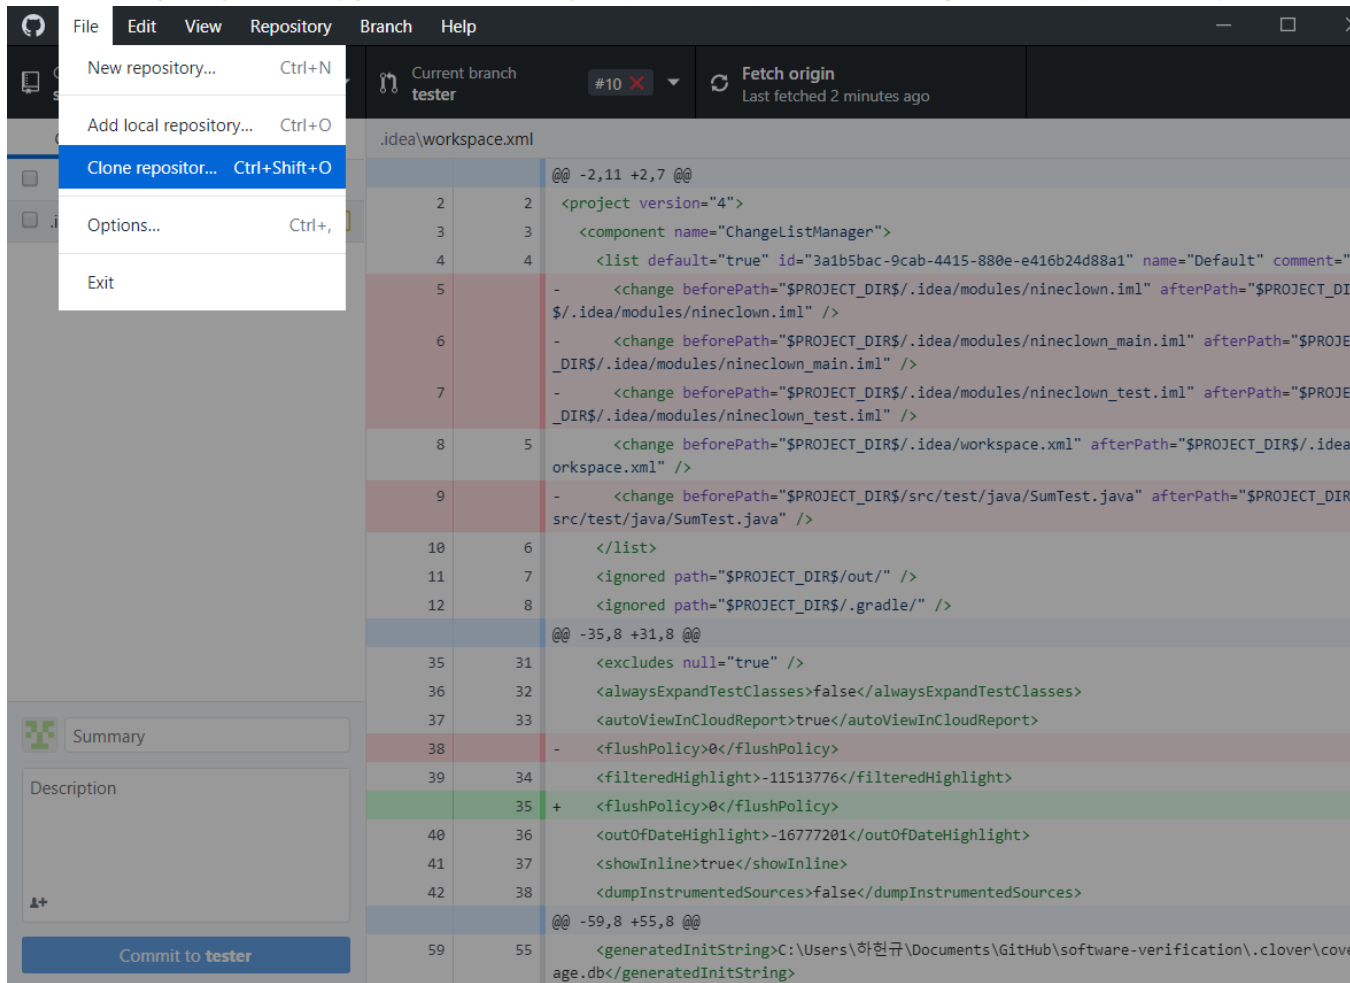 File Edit View Repository Branch Help
New repository... Ctrl+N
Current branch
tester
#10
Fetch origin
Last fetched 2 minutes ago
Add local repository... Ctrl+O
.idea\workspace.xml
Clone repositor... Ctrl+Shift+O
@@ -2,11 +2,7 @@
2 2 <project version="4">
Options... Ctrl+,
3 3 <component name="ChangeListManager">
4 4 <list default="true" id="3a1b5bac-9cab-4415-880e-e416b24d88a1" name="Default" comment="
Exit
5 - <change beforePath="$PROJECT_DIR$/.idea/modules/nineclown.iml" afterPath="$PROJECT_DI
$/.idea/modules/nineclown.iml" />
6 - <change beforePath="$PROJECT_DIR$/.idea/modules/nineclown_main.iml" afterPath="$PROJE
_DIR$/.idea/modules/nineclown_main.iml" />
7 - <change beforePath="$PROJECT_DIR$/.idea/modules/nineclown_test.iml" afterPath="$PROJE
_DIR$/.idea/modules/nineclown_test.iml" />
8 5 <change beforePath="$PROJECT_DIR$/.idea/workspace.xml" afterPath="$PROJECT_DIR$/.idea
orkspace.xml" />
9 - <change beforePath="$PROJECT_DIR$/src/test/java/SumTest.java" afterPath="$PROJECT_DIR
src/test/java/SumTest.java" />
10 6 </list>
11 7 <ignored path="$PROJECT_DIR$/out/" />
12 8 <ignored path="$PROJECT_DIR$/.gradle/" />
@@ -35,8 +31,8 @@
35 31 <excludes null="true" />
36 32 <alwaysExpandTestClasses>false</alwaysExpandTestClasses>
37 33 <autoViewInCloudReport>true</autoViewInCloudReport>
38 - <flushPolicy>0</flushPolicy>
39 34 <filteredHighlight>-11513776</filteredHighlight>
35 + <flushPolicy>0</flushPolicy>
40 36 <outOfDateHighlight>-16777201</outOfDateHighlight>
41 37 <showInline>true</showInline>
42 38 <dumpInstrumentedSources>false</dumpInstrumentedSources>
@@ -59,8 +55,8 @@
59 55 <generatedInitString>C:\Users\하헌규\Documents\GitHub\software-verification\.clover\cove
age.db</generatedInitString>
Summary
Description
Commit to tester